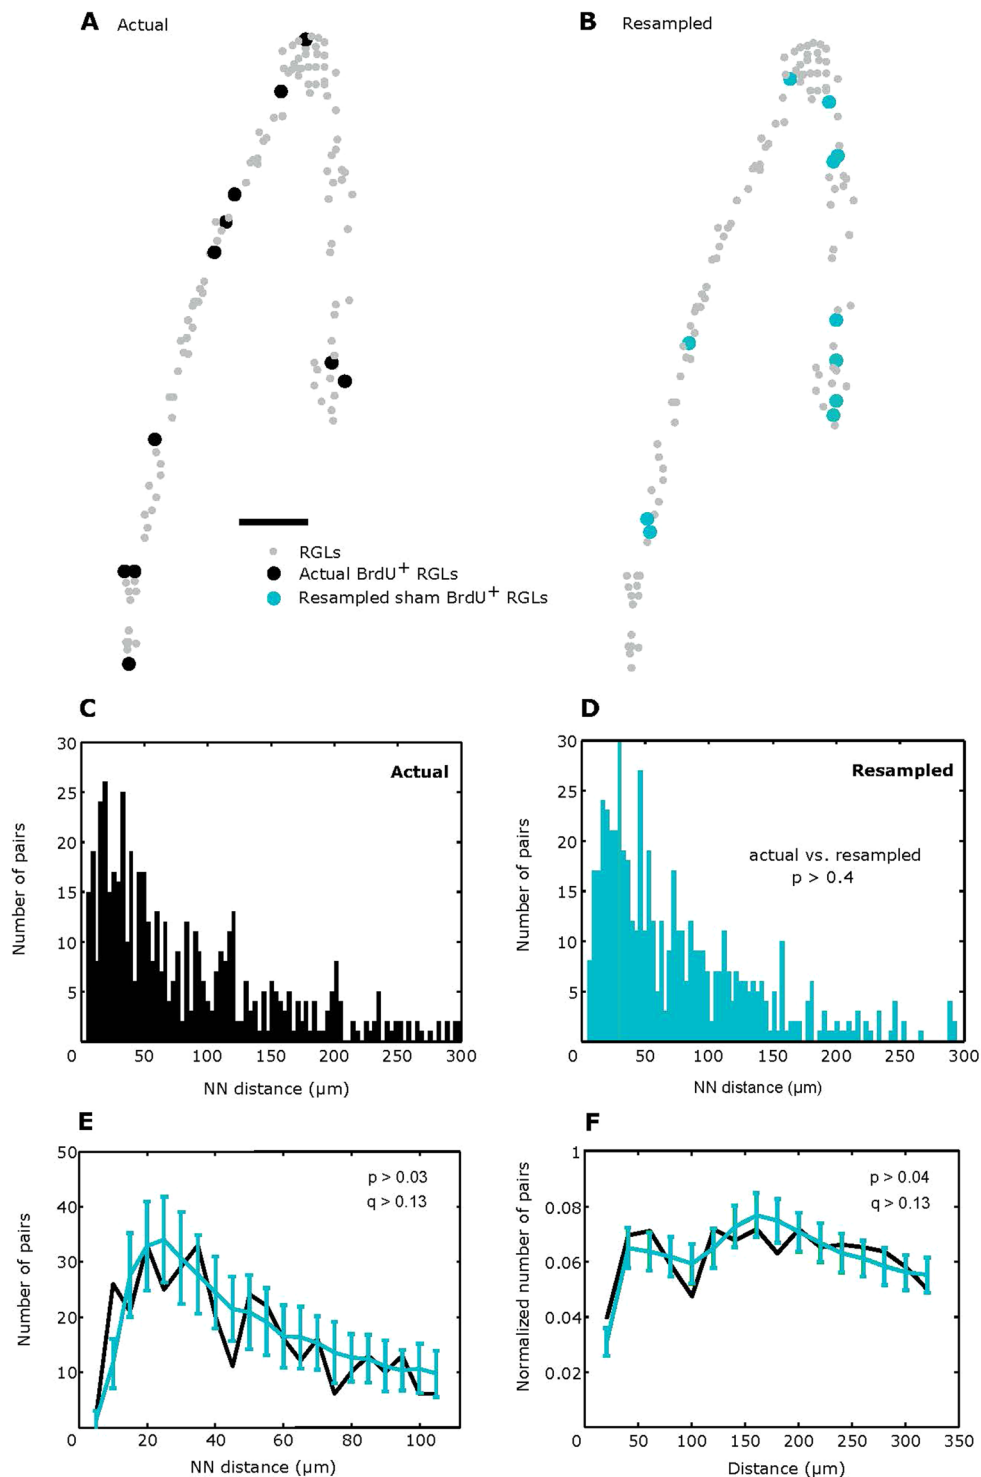 A Actual
B Resampled
RGLs
Actual BrdU+ RGLs
Resampled sham BrdU+ RGLs
C
30
25
20
15
10
5
0 50 100 150 200 250 300
Number of pairs
NN distance (µm)
Actual
D
30
25
20
15
10
5
0 50 100 150 200 250 300
Number of pairs
NN distance (µm)
Resampled
actual vs. resampled
p > 0.4
E
50
40
30
20
10
0 20 40 60 80 100
Number of pairs
NN distance (µm)
p > 0.03
q > 0.13
F
1
0.08
0.06
0.04
0.02
0
0 50 100 150 200 250 300 350
Normalized number of pairs
Distance (µm)
p > 0.04
q > 0.13